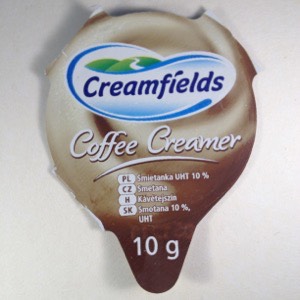 Creamfields
Coffee Creamer
PL Śmietanka UHT 10 %
CZ Smetana
H Kávétejszín
SK Smotana 10 %,
UHT
10 g